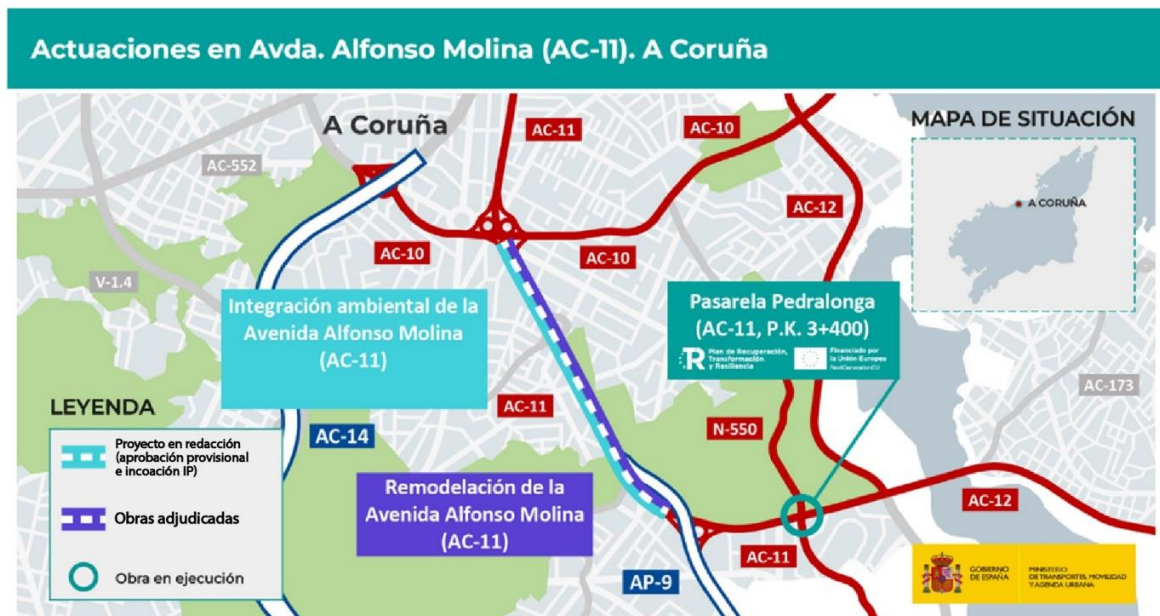 Actuaciones en Avda. Alfonso Molina (AC-11). A Coruña
A Coruña
AC-11
AC-10
MAPA DE SITUACIÓN
AC-552
A CORUÑA
AC-12
AC-10
AC-10
V-1.4
Integración ambiental de la
Avenida Alfonso Molina
(AC-11)
Pasarela Pedralonga
(AC-11, P.K. 3+400)
Plan de Recuperación,
Transformación
y Resiliencia
Financiado por
la Unión Europea
NextGenerationEU
AC-173
LEYENDA
AC-11
N-550
AC-14
Proyecto en redacción
(aprobación provisional
e incoación IP)
Obras adjudicadas
Obra en ejecución
Remodelación de la
Avenida Alfonso Molina
(AC-11)
AC-12
AC-11
AP-9
GOBIERNO
DE ESPAÑA
MINISTERIO
DE TRANSPORTES, MOVILIDAD
Y AGENDA URBANA